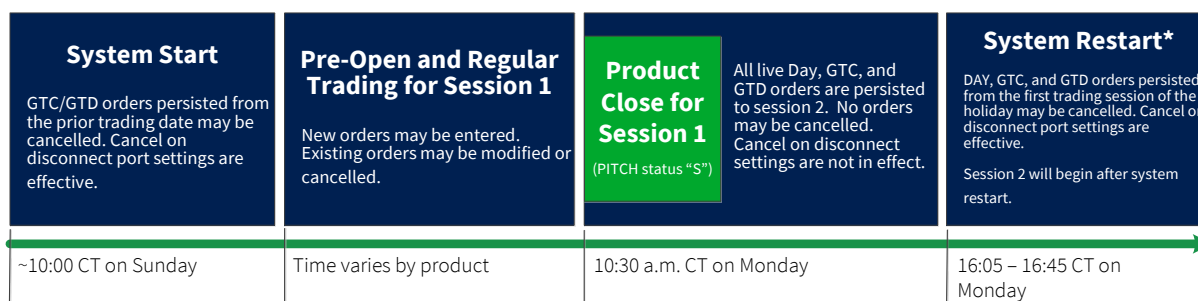 System Start
GTC/GTD orders persisted from
the prior trading date may be
cancelled. Cancel on
disconnect port settings are
effective.
Pre-Open and Regular
Trading for Session 1
New orders may be entered.
Existing orders may be modified or
cancelled.
Product
Close for
Session 1
(PITCH status “S”)
All live Day, GTC, and
GTD orders are persisted
to session 2.  No orders
may be cancelled.
Cancel on disconnect
settings are not in effect.
System Restart*
DAY, GTC, and GTD orders persisted
from the first trading session of the
holiday may be cancelled. Cancel on
disconnect port settings are
effective.
Session 2 will begin after system
restart.
~10:00 CT on Sunday
Time varies by product
10:30 a.m. CT on Monday
16:05 – 16:45 CT on
Monday